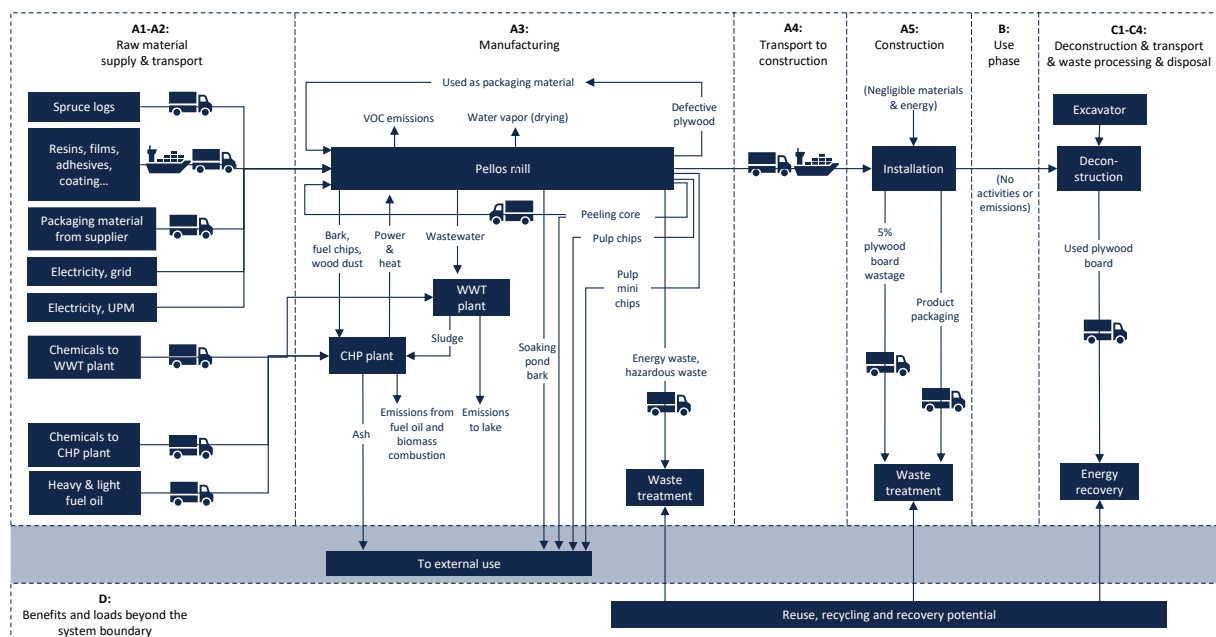 A1-A2:
Raw material
supply & transport
A3:
Manufacturing
A4:
Transport to
construction
A5:
Construction
B:
Use
phase
C1-C4:
Deconstruction & transport
& waste processing & disposal
Spruce logs
Resins, films,
adhesives,
coating...
Packaging material
from supplier
Electricity, grid
Electricity, UPM
Chemicals to
WWT plant
Chemicals to
CHP plant
Heavy & light
fuel oil
Used as packaging material
Defective
plywood
VOC emissions
Water vapor (drying)
Pellos mill
Peeling core
Pulp chips
Pulp
mini
chips
Bark,
fuel chips,
wood dust
Power
&
heat
Wastewater
WWT
plant
Sludge
CHP plant
Soaking
pond
bark
Energy waste,
hazardous waste
Ash
Emissions from
fuel oil and
biomass
combustion
Emissions
to lake
Waste
treatment
(Negligible materials
& energy)
Installation
5%
plywood
board
wastage
Product
packaging
Waste
treatment
(No
activities or
emissions)
Excavator
Decon-
struction
Used plywood
board
Energy
recovery
To external use
D:
Benefits and loads beyond the
system boundary
Reuse, recycling and recovery potential